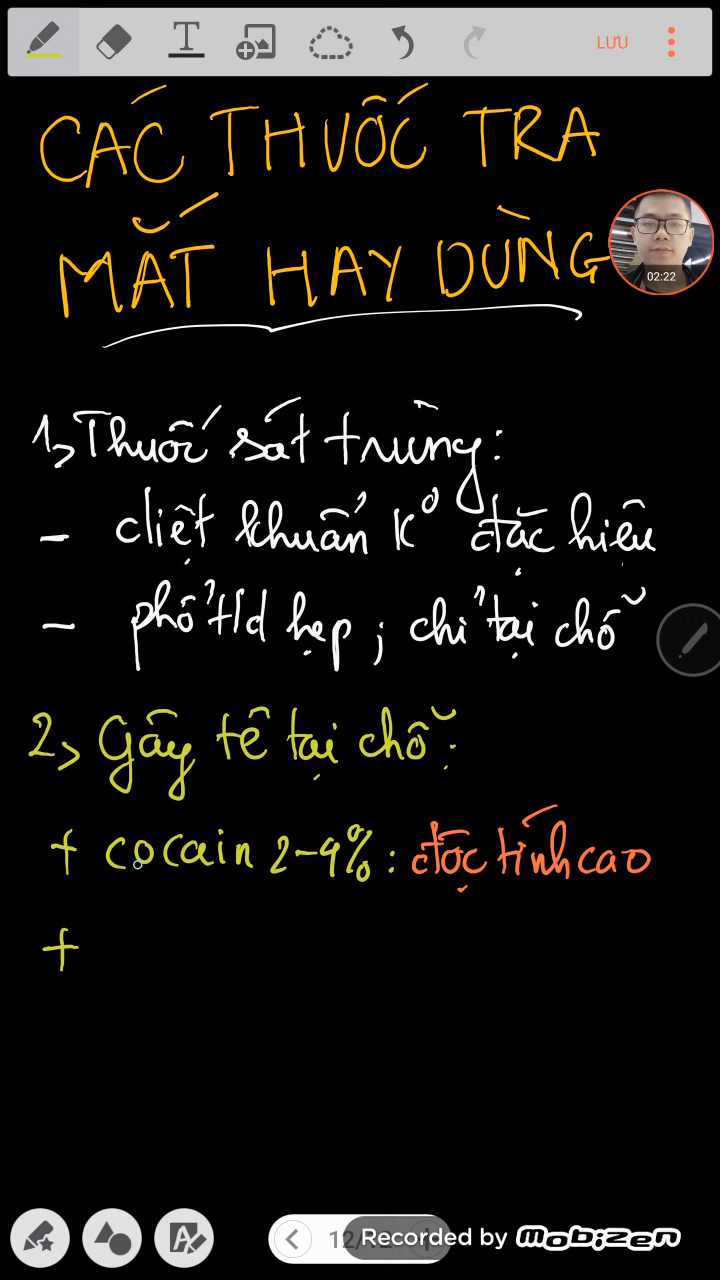 T
LƯU
CÁC THUỐC TRA
MẮT HAY DÙNG
02:22
1, Thuốc sát trùng:
- diệt khuẩn K° đặc hiệu
- phổ t/d hẹp ; chỉ tại chỗ
2, Gây tê tại chỗ:
+ cocain 2-4% : độc tính cao
+
Recorded by mobizen